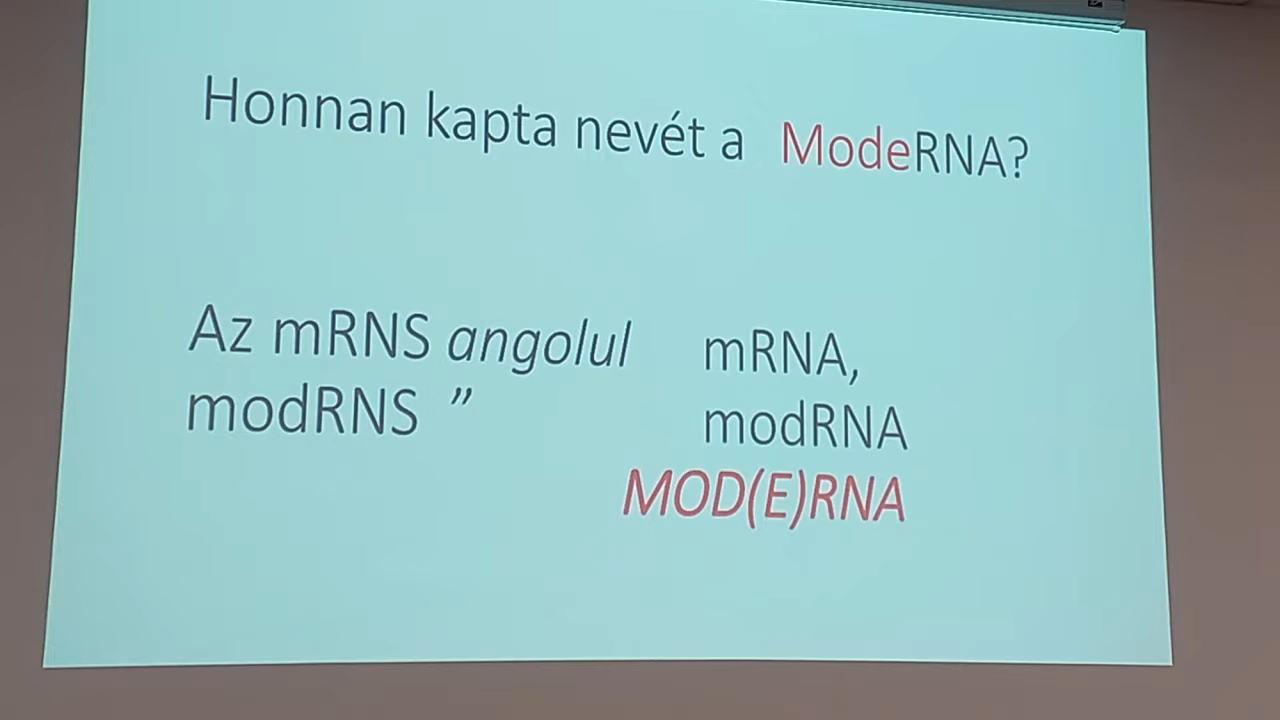 Honnan kapta nevét a ModeRNA?
Az mRNS angolul mRNA,
modRNS ” modRNA
MOD(E)RNA